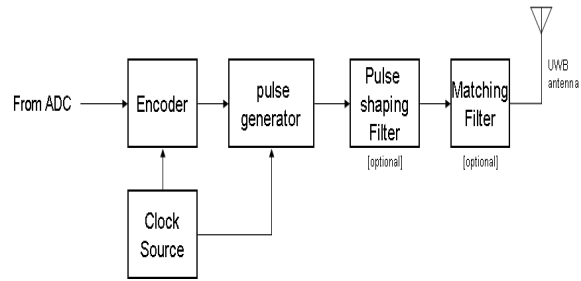 From ADC
Encoder
pulse
generator
Pulse
shaping
Filter
[optional]
Matching
Filter
[optional]
UWB
antenna
Clock
Source